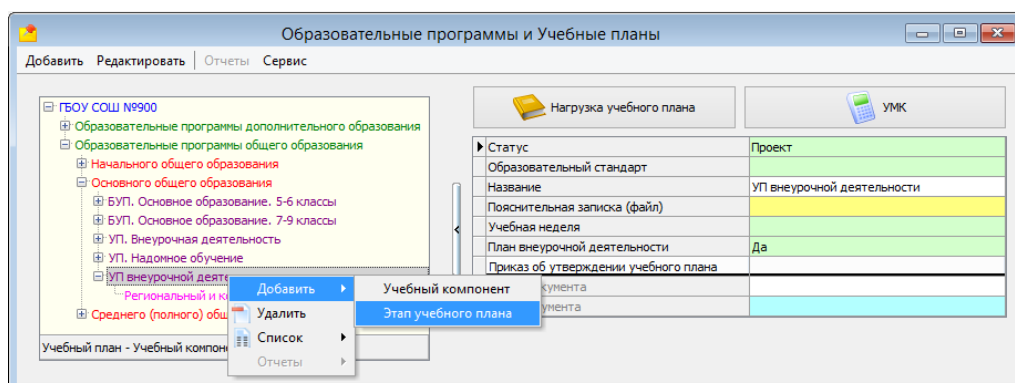 Образовательные программы и Учебные планы
Добавить Редактировать Отчеты Сервис
Нагрузка учебного плана
УМК
ГБОУ СОШ №900
Образовательные программы дополнительного образования
Образовательные программы общего образования
Начального общего образования
Основного общего образования
БУП. Основное образование. 5-6 классы
БУП. Основное образование. 7-9 классы
УП. Внеурочная деятельность
УП. Надомное обучение
УП внеурочной деяте
Региональный и к
Среднего (полного) общ
Учебный план - Учебный компон
Статус Проект
Образовательный стандарт
Название УП внеурочной деятельности
Пояснительная записка (файл)
Учебная неделя
План внеурочной деятельности Да
Приказ об утверждении учебного плана
кумента
умента
Добавить
Удалить
Список
Отчеты
Учебный компонент
Этап учебного плана